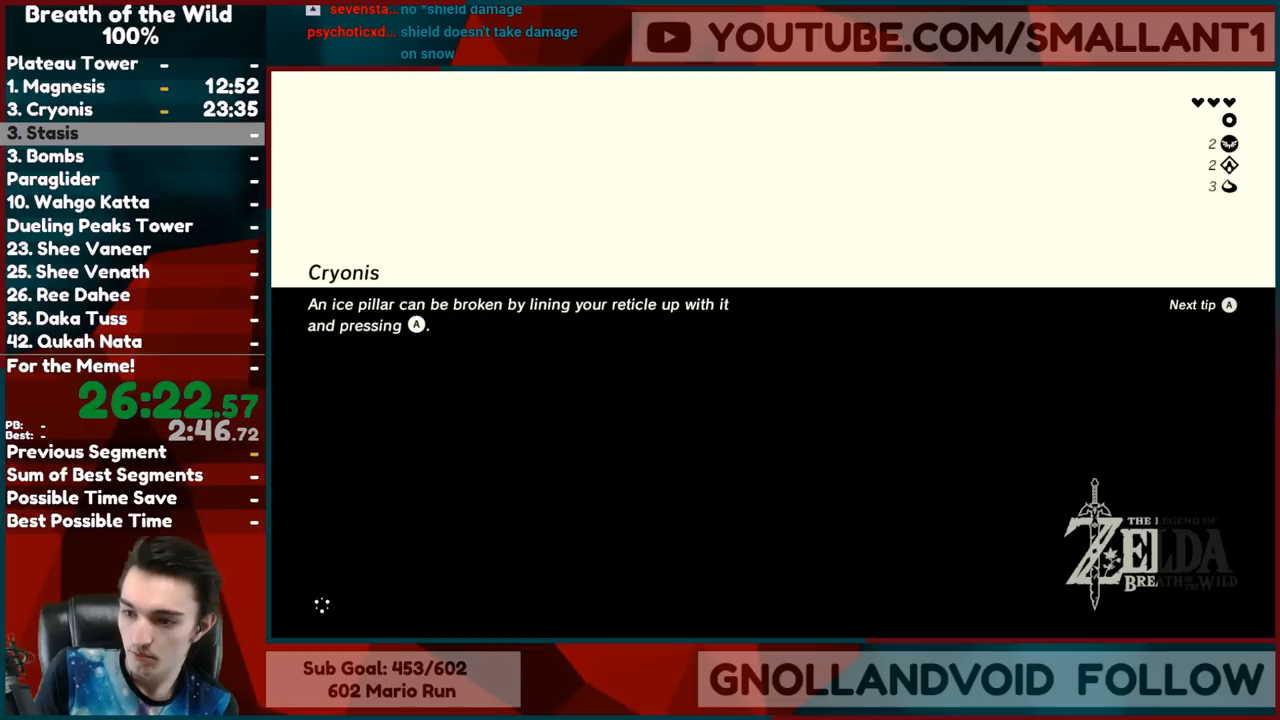 Breath of the Wild
100%
Plateau Tower - -
1. Magnesis - 12:52
3. Cryonis - 23:35
3. Stasis -
3. Bombs -
Paraglider -
10. Wahgo Katta -
Dueling Peaks Tower -
23. Shee Vaneer -
25. Shee Venath -
26. Ree Dahee -
35. Daka Tuss -
42. Qukah Nata -
For the Meme! -
26:22.57
PB: -
Best: -
2:46.72
Previous Segment -
Sum of Best Segments -
Possible Time Save -
Best Possible Time -
sevensta... no *shield damage
psychoticxd... shield doesn't take damage
on snow
YOUTUBE.COM/SMALLANT1
2
2
3
Cryonis
An ice pillar can be broken by lining your reticle up with it
and pressing A.
Next tip A
THE LEGEND OF
ZELDA
BREATH OF THE WILD
Sub Goal: 453/602
602 Mario Run
GNOLLANDVOID FOLLOW